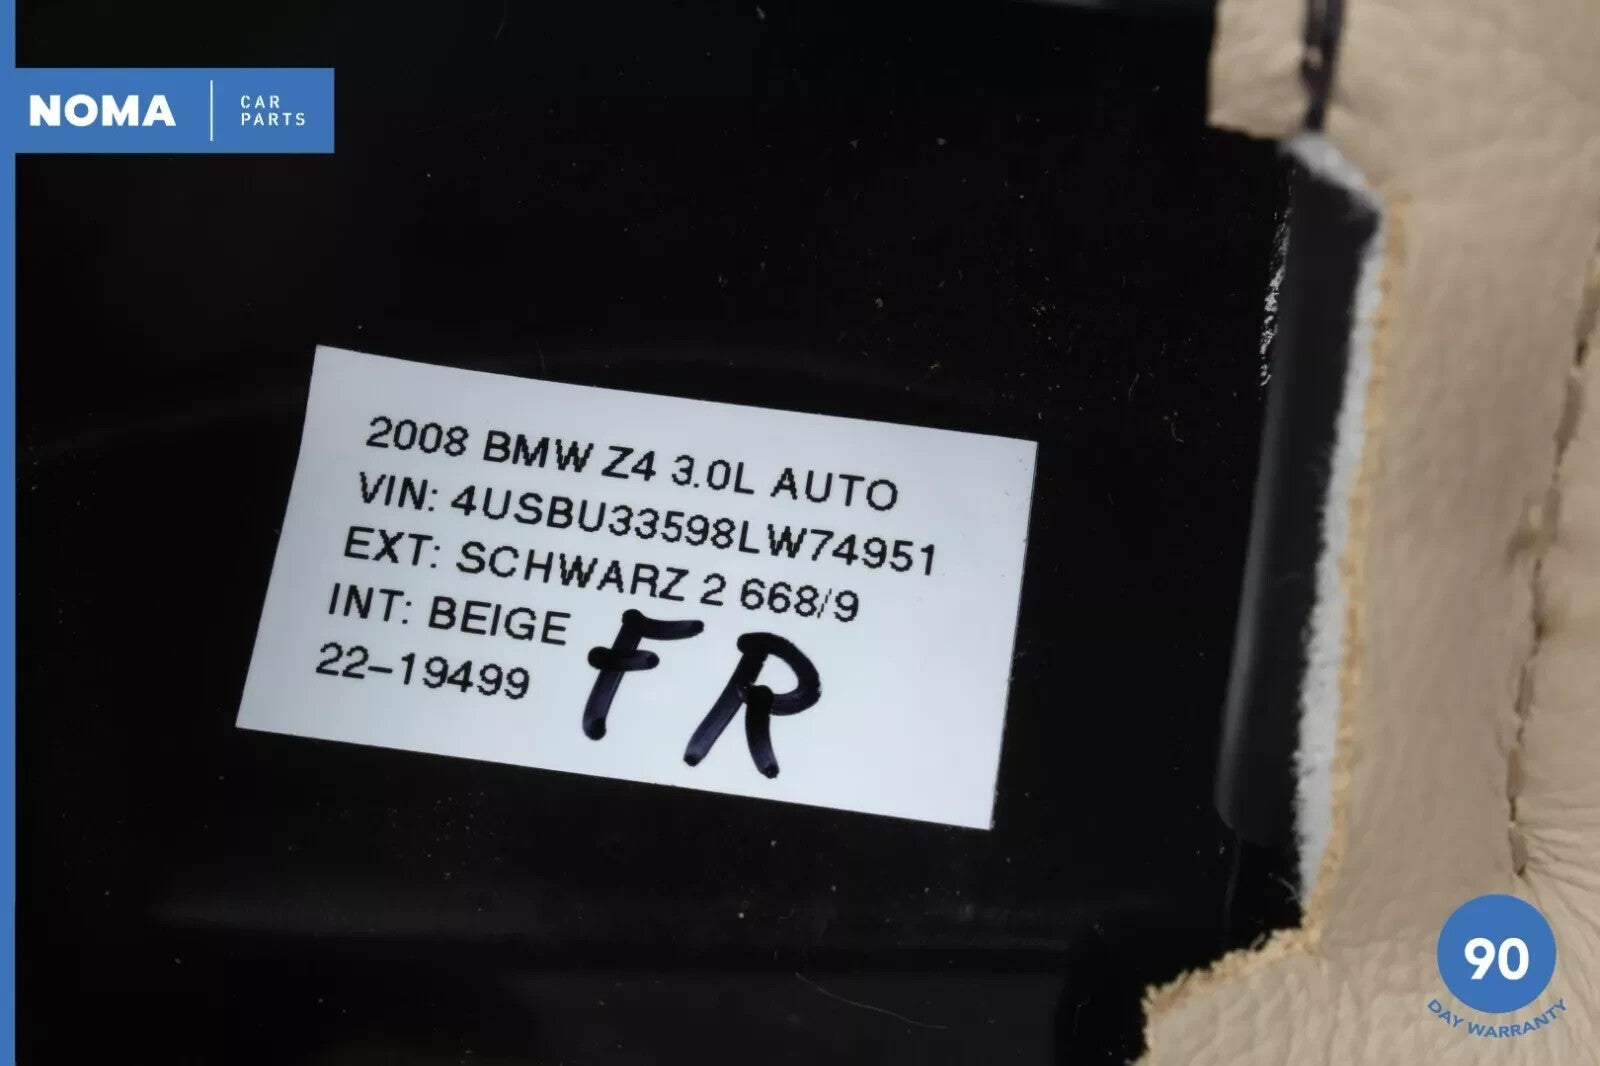 NOMA
CAR
PARTS
2008 BMW Z4 3.0L AUTO
VIN: 4USBU33598LW74951
EXT: SCHWARZ 2 668/9
INT: BEIGE
22-19499
FR
90
DAY WARRANTY